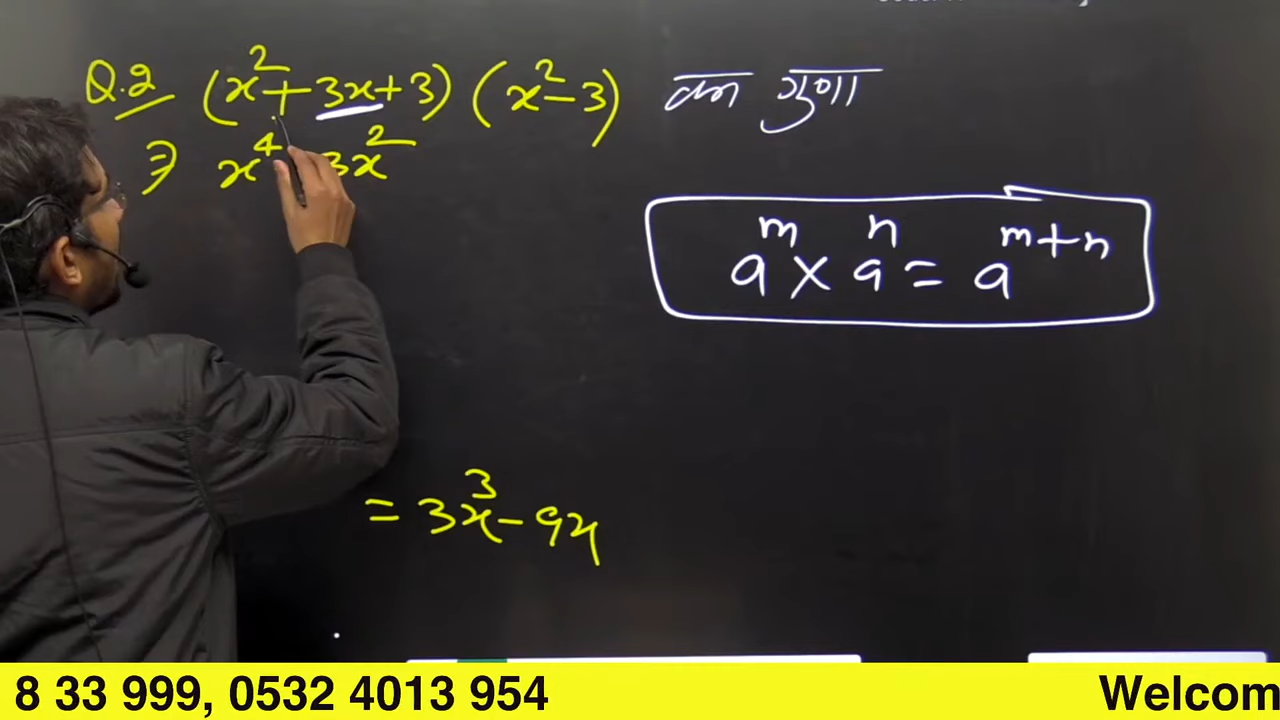 Q.2 (x² + 3x + 3) (x² - 3) का गुणा
⇒ x⁴ 3x²
aᵐ × aⁿ = aᵐ⁺ⁿ
= 3x³ - 9x
8 33 999, 0532 4013 954 Welcom